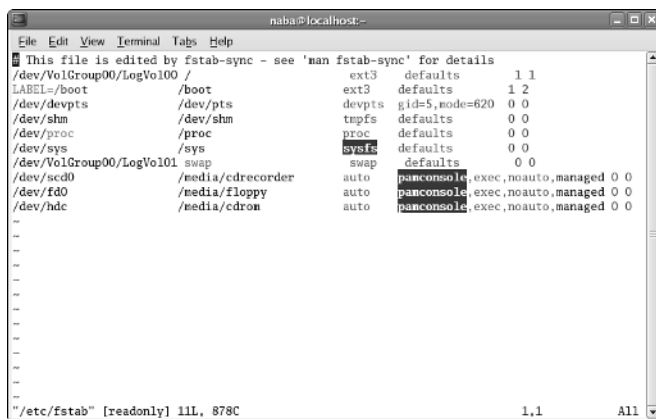 naba@localhost:~
File Edit View Terminal Tabs Help
# This file is edited by fstab-sync - see 'man fstab-sync' for details
/dev/VolGroup00/LogVol00 / ext3 defaults 1 1
LABEL=/boot /boot ext3 defaults 1 2
/dev/devpts /dev/pts devpts gid=5,mode=620 0 0
/dev/shm /dev/shm tmpfs defaults 0 0
/dev/proc /proc proc defaults 0 0
/dev/sys /sys sysfs defaults 0 0
/dev/VolGroup00/LogVol01 swap swap defaults 0 0
/dev/scd0 /media/cdrecorder auto pamconsole,exec,noauto,managed 0 0
/dev/fd0 /media/floppy auto pamconsole,exec,noauto,managed 0 0
/dev/hdc /media/cdrom auto pamconsole,exec,noauto,managed 0 0
~
~
~
~
~
~
~
~
~
~
~
~
~
"/etc/fstab" [readonly] 11L, 878C 1,1 All